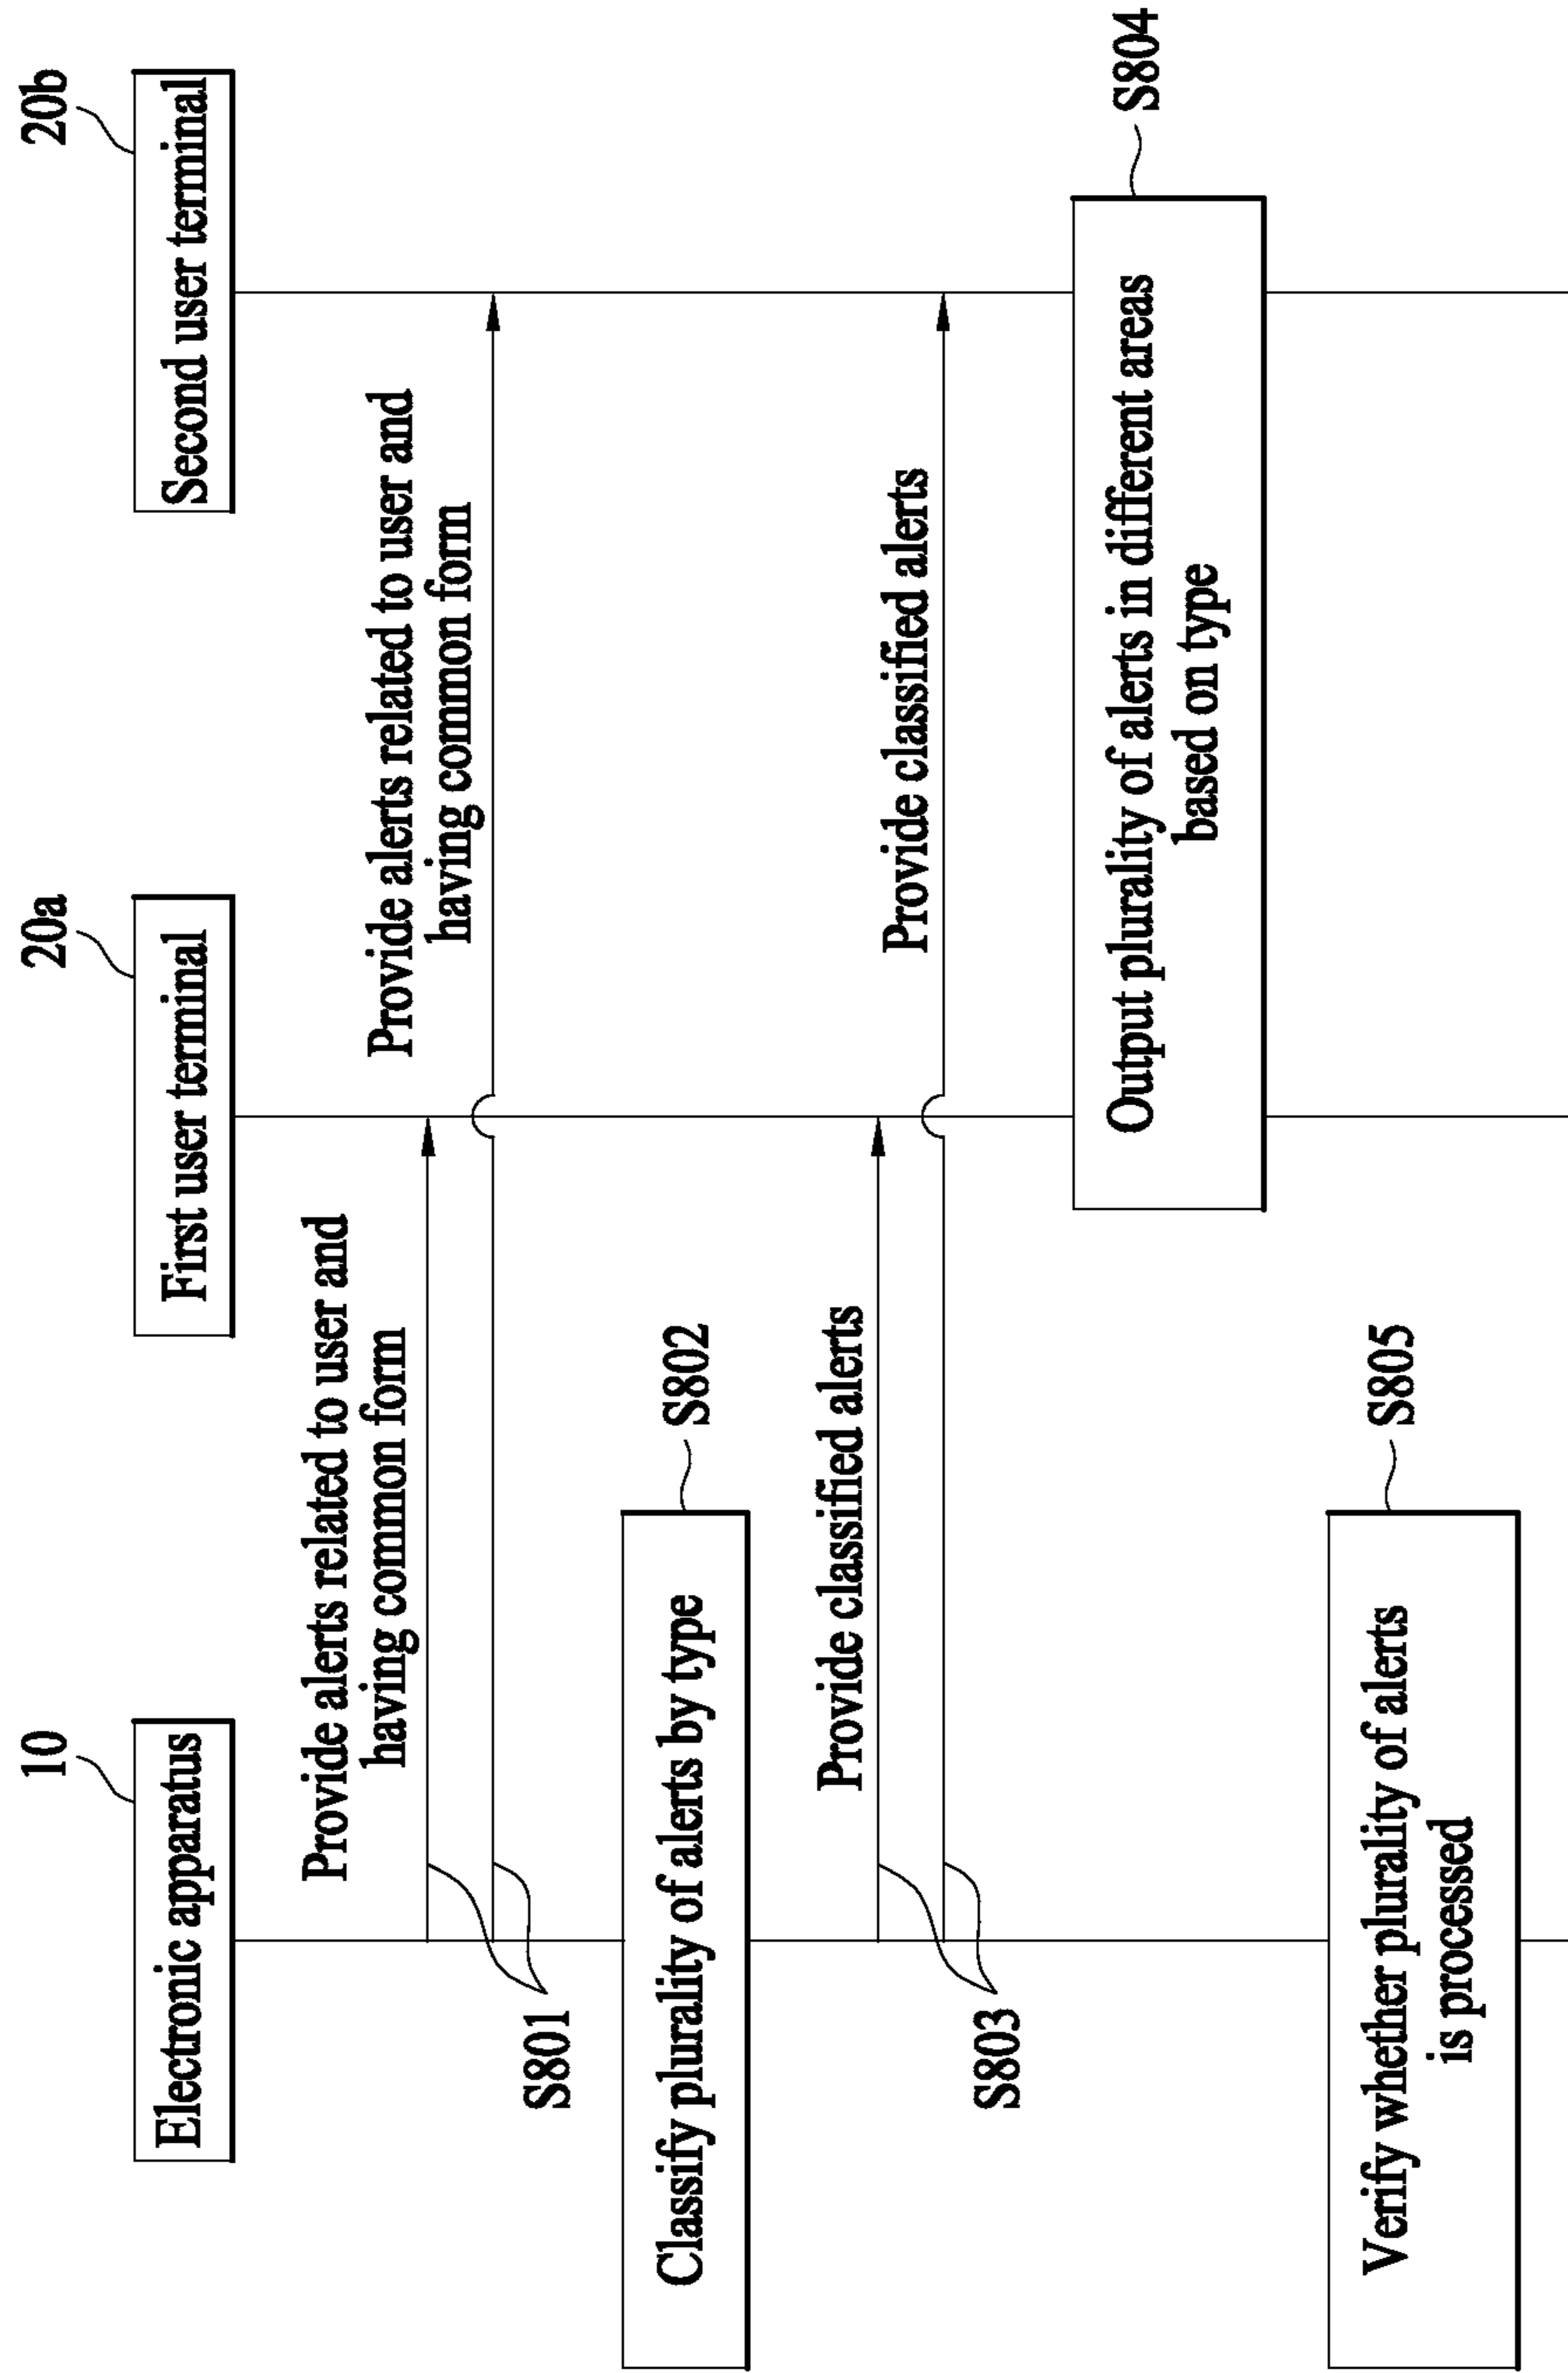 10
20a
20b
Electronic apparatus
First user terminal
Second user terminal
Provide alerts related to user and
having common form
Provide alerts related to user and
having common form
S801
Classify plurality of alerts by type
S802
Provide classified alerts
Provide classified alerts
S803
Output plurality of alerts in different areas
based on type
S804
Verify whether plurality of alerts
is processed
S805